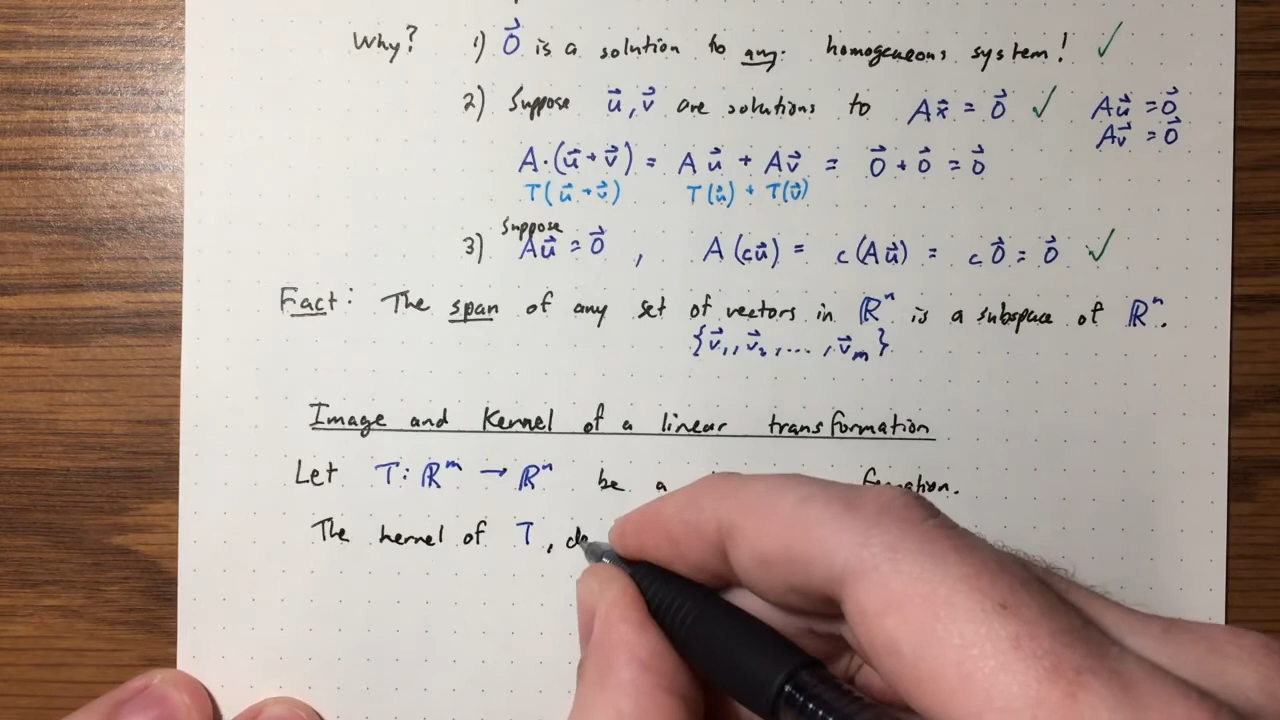 Why? 1) 0⃗ is a solution to any homogeneous system! ✓
2) Suppose u⃗, v⃗ are solutions to Ax⃗ = 0⃗ ✓ Au⃗ = 0⃗
Av⃗ = 0⃗
A·(u⃗ + v⃗) = Au⃗ + Av⃗ = 0⃗ + 0⃗ = 0⃗
T(u⃗ + v⃗) T(u⃗) + T(v⃗)
3) Suppose Au⃗ = 0⃗, A(cu⃗) = c(Au⃗) = c0⃗ = 0⃗ ✓
Fact: The span of any set of vectors in ℝⁿ is a subspace of ℝⁿ.
{v⃗₁, v⃗₂, ..., v⃗ₘ}
Image and Kernel of a linear transformation
Let T: ℝᵐ → ℝⁿ be a formation.
The kernel of T, de